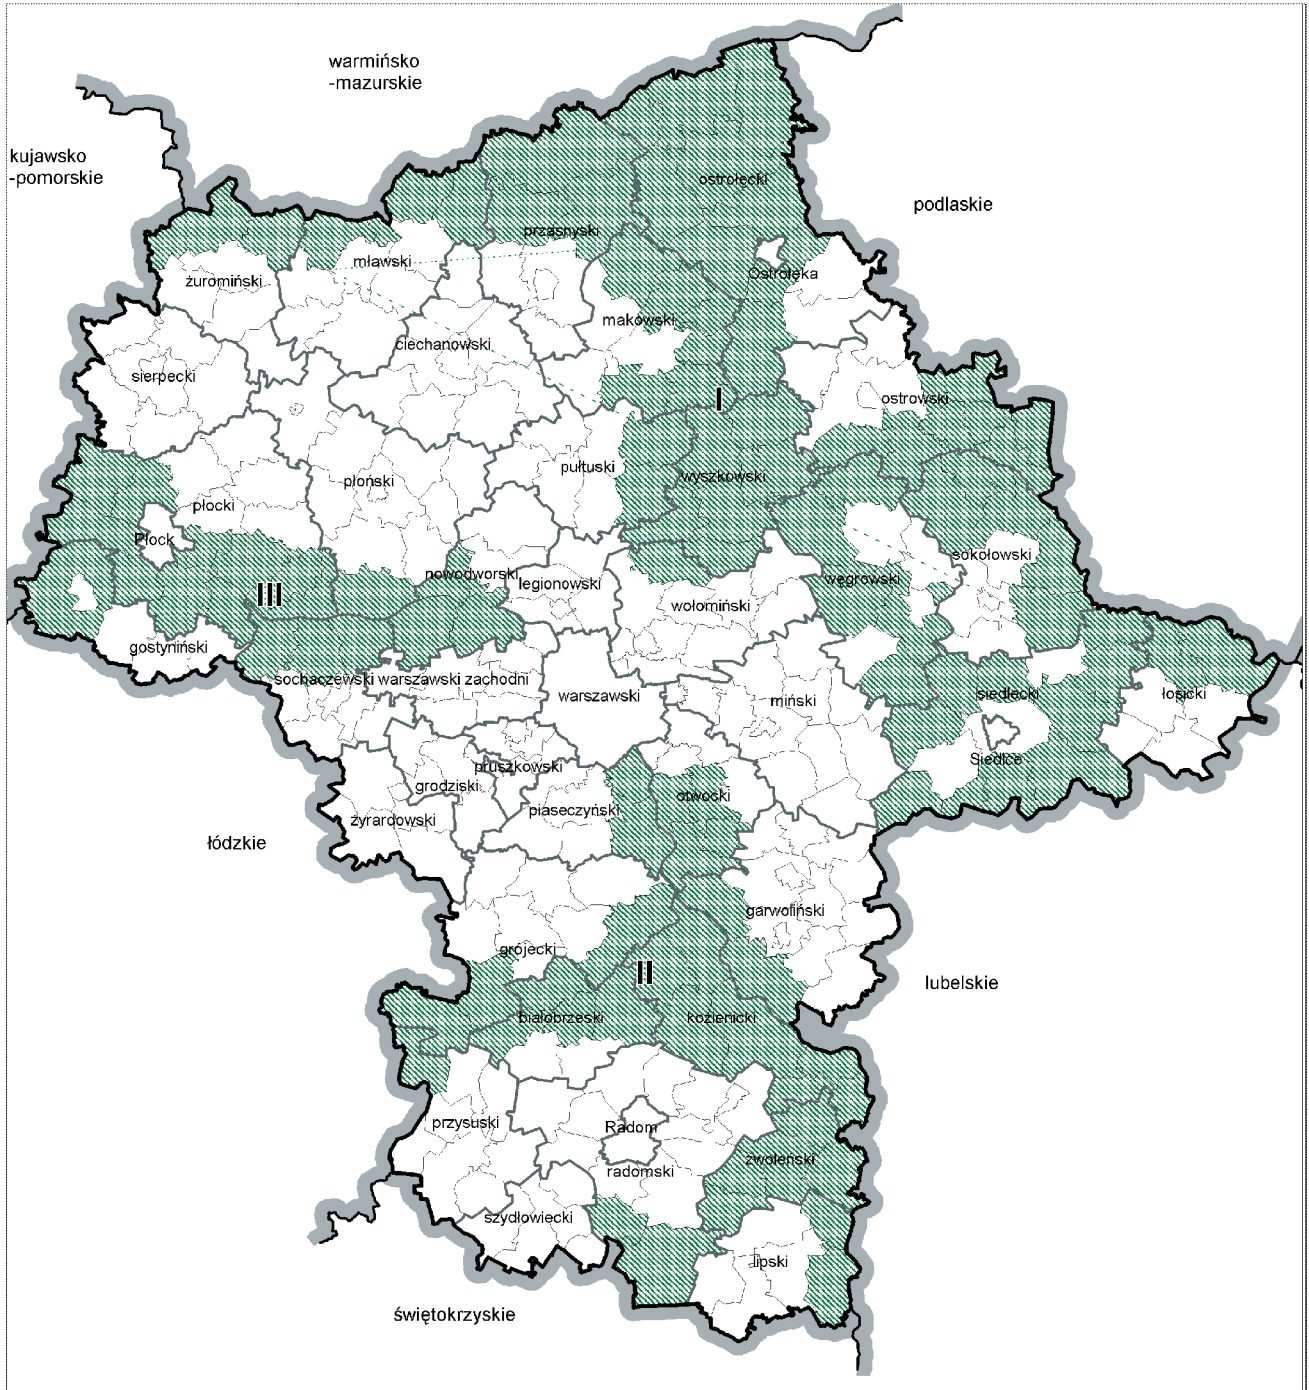 warmińsko
-mazurskie
kujawsko
-pomorskie
ostrołęcki
podlaskie
przasnyski
mławski
Ostrołęka
żuromiński
makowski
ciechanowski
sierpecki
I
ostrowski
pułtuski
wyszkowski
płoński
płocki
Płock
sokołowski
nowodworski
węgrowski
legionowski
III
wołomiński
gostyniński
sochaczewski
warszawski zachodni
warszawski
miński
siedlecki
łosicki
Siedlce
pruszkowski
grodziski
otwocki
piaseczyński
żyrardowski
łódzkie
garwoliński
grójecki
II
lubelskie
białobrzeski
kozienicki
przysuski
Radom
zwoleński
radomski
szydłowiecki
lipski
świętokrzyskie